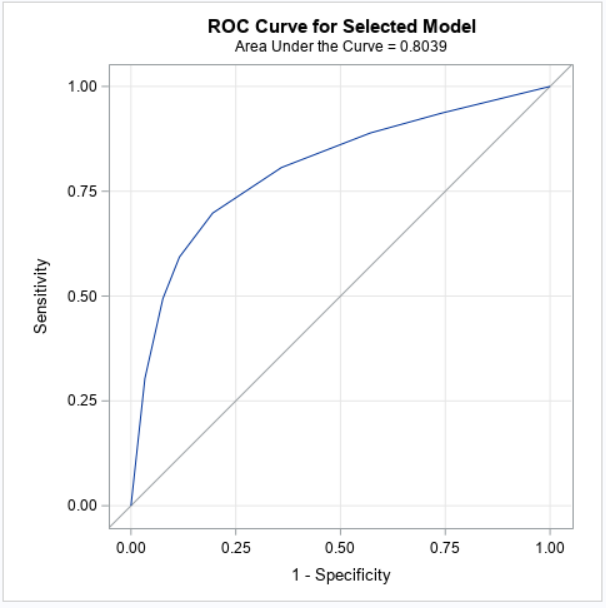 ROC Curve for Selected Model
Area Under the Curve = 0.8039
1.00
0.75
0.50
0.25
0.00
Sensitivity
0.00 0.25 0.50 0.75 1.00
1 - Specificity